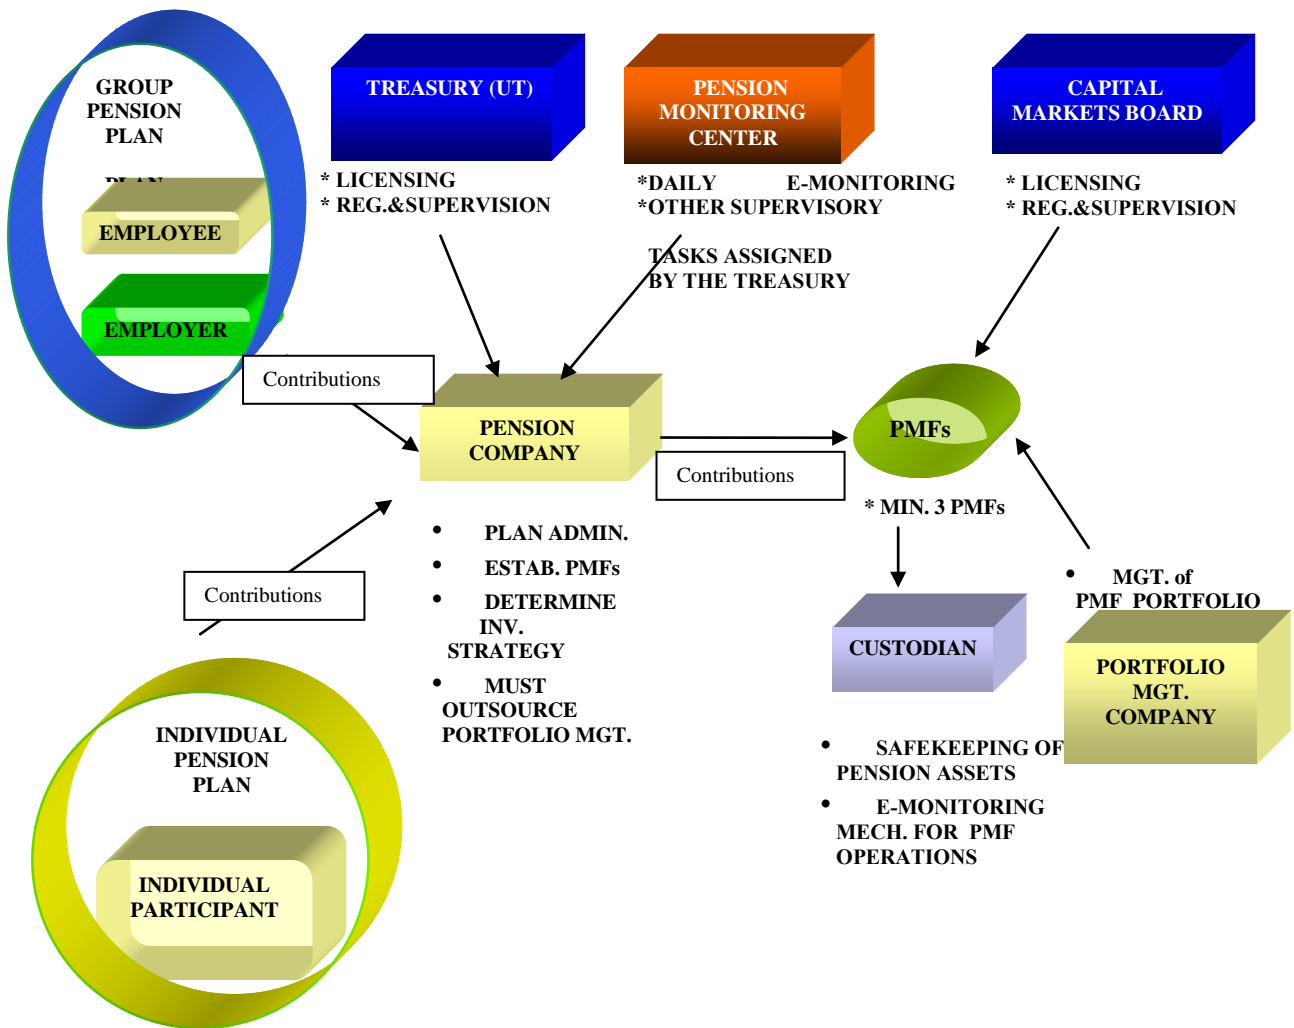 GROUP
PENSION
PLAN
PLAN
EMPLOYEE
EMPLOYER
TREASURY (UT)
* LICENSING
* REG.&SUPERVISION
PENSION
MONITORING
CENTER
*DAILY E-MONITORING
*OTHER SUPERVISORY
TASKS ASSIGNED
BY THE TREASURY
CAPITAL
MARKETS BOARD
* LICENSING
* REG.&SUPERVISION
Contributions
PENSION
COMPANY
Contributions
PMFs
* MIN. 3 PMFs
• PLAN ADMIN.
• ESTAB. PMFs
• DETERMINE
INV.
STRATEGY
• MUST
OUTSOURCE
PORTFOLIO MGT.
Contributions
• MGT. of
PMF PORTFOLIO
CUSTODIAN
PORTFOLIO
MGT.
COMPANY
• SAFEKEEPING OF
PENSION ASSETS
• E-MONITORING
MECH. FOR PMF
OPERATIONS
INDIVIDUAL
PENSION
PLAN
INDIVIDUAL
PARTICIPANT